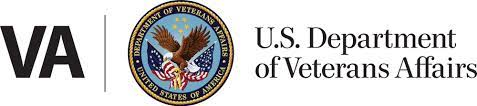 VA
DEPARTMENT OF VETERANS AFFAIRS
UNITED STATES OF AMERICA
U.S. Department
of Veterans Affairs